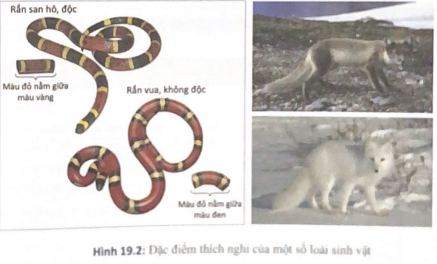 Rắn san hô, độc
Màu đỏ nằm giữa
màu vàng
Rắn vua, không độc
Màu đỏ nằm giữa
màu đen
Hình 19.2: Đặc điểm thích nghi của một số loài sinh vật